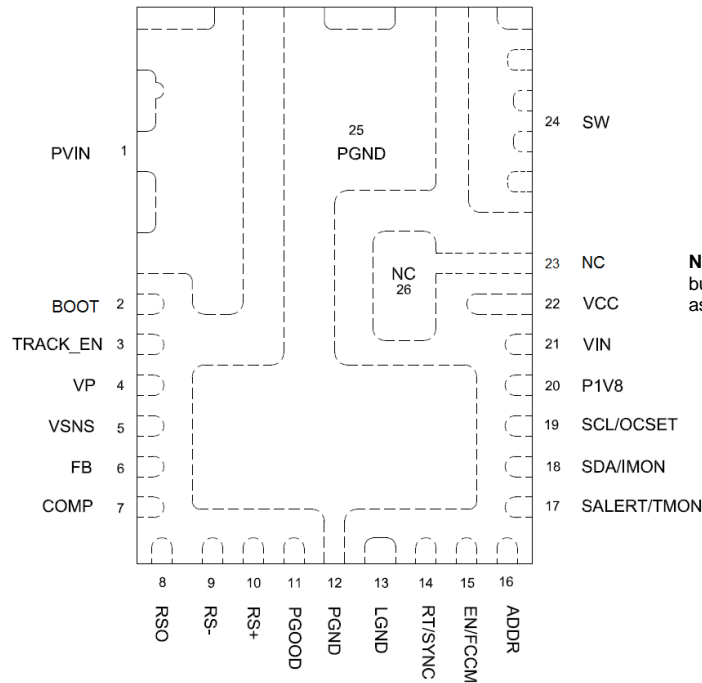 25
PGND
24 SW
PVIN 1
NC
26
23 NC
BOOT 2
22 VCC
TRACK_EN 3
21 VIN
VP 4
20 P1V8
VSNS 5
19 SCL/OCSET
FB 6
18 SDA/IMON
COMP 7
17 SALERT/TMON
8 9 10 11 12 13 14 15 16
RSO
RS-
RS+
PGOOD
PGND
LGND
RT/SYNC
EN/FCCM
ADDR